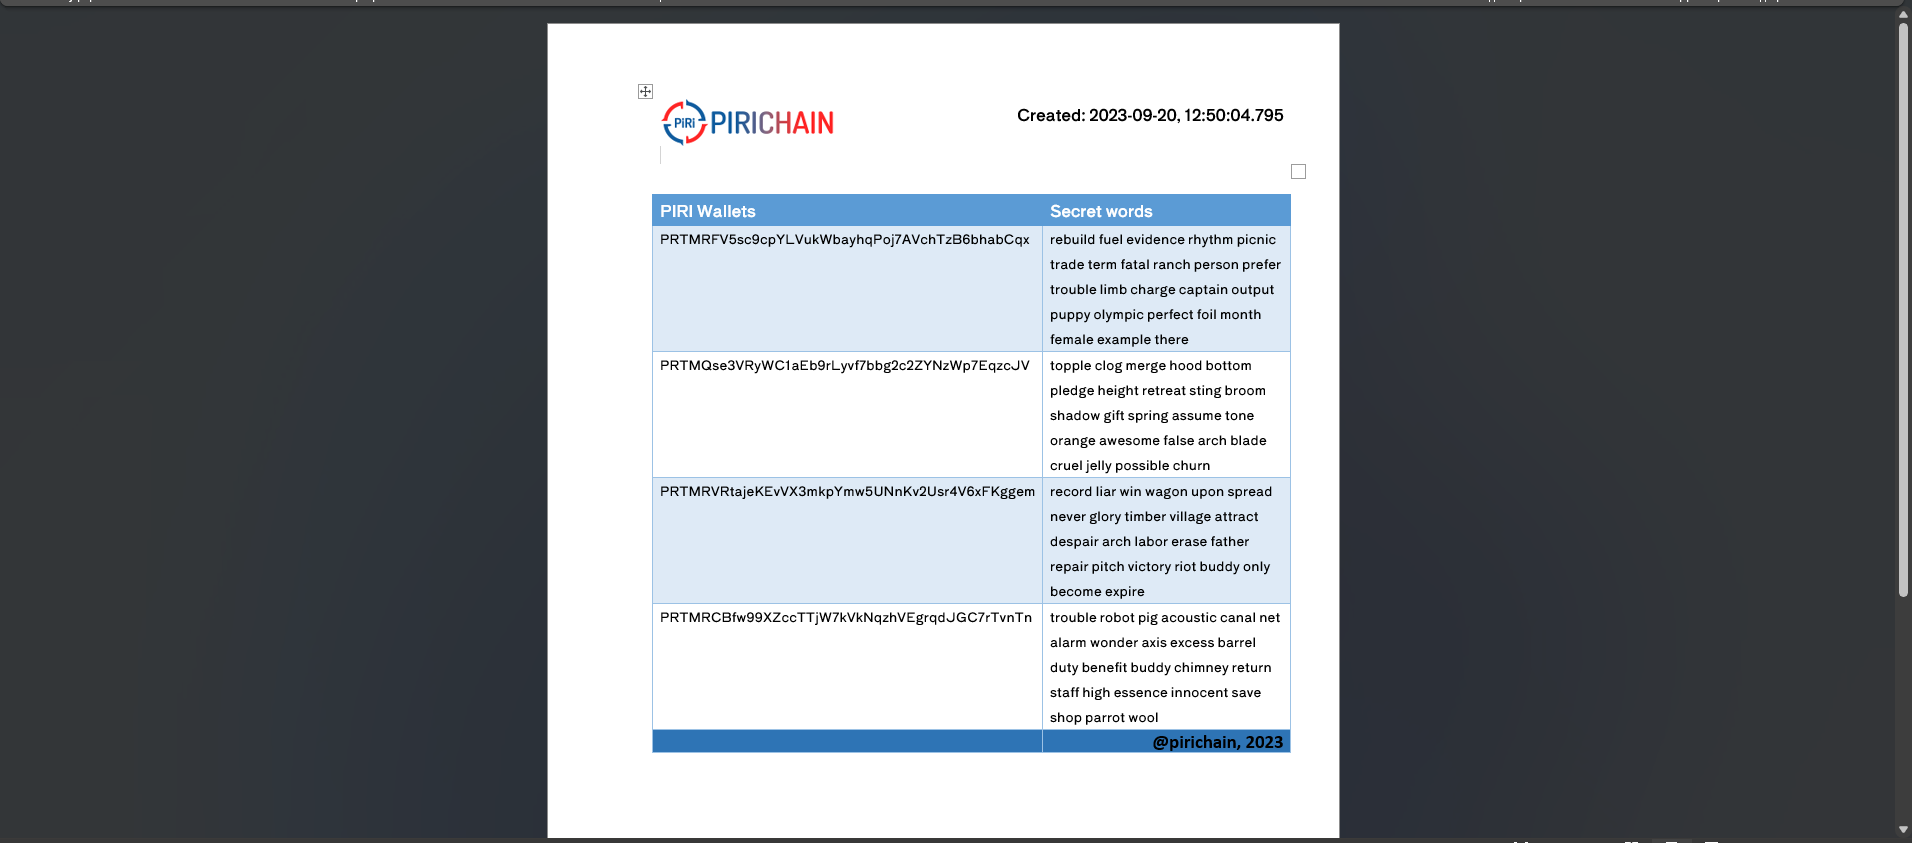 PiRi PIRICHAIN
Created: 2023-09-20, 12:50:04.795
PIRI Wallets Secret words
PRTMRFV5sc9cpYLVukWbayhqPoj7AVchTzB6bhabCqx rebuild fuel evidence rhythm picnic
trade term fatal ranch person prefer
trouble limb charge captain output
puppy olympic perfect foil month
female example there
PRTMQse3VRyWC1aEb9rLyvf7bbg2c2ZYNzWp7EqzcJV topple clog merge hood bottom
pledge height retreat sting broom
shadow gift spring assume tone
orange awesome false arch blade
cruel jelly possible churn
PRTMRVRtajeKEvVX3mkpYmw5UNnKv2Usr4V6xFKggem record liar win wagon upon spread
never glory timber village attract
despair arch labor erase father
repair pitch victory riot buddy only
become expire
PRTMRCBfw99XZccTTjW7kVkNqzhVEgrqdJGC7rTvnTn trouble robot pig acoustic canal net
alarm wonder axis excess barrel
duty benefit buddy chimney return
staff high essence innocent save
shop parrot wool
@pirichain, 2023